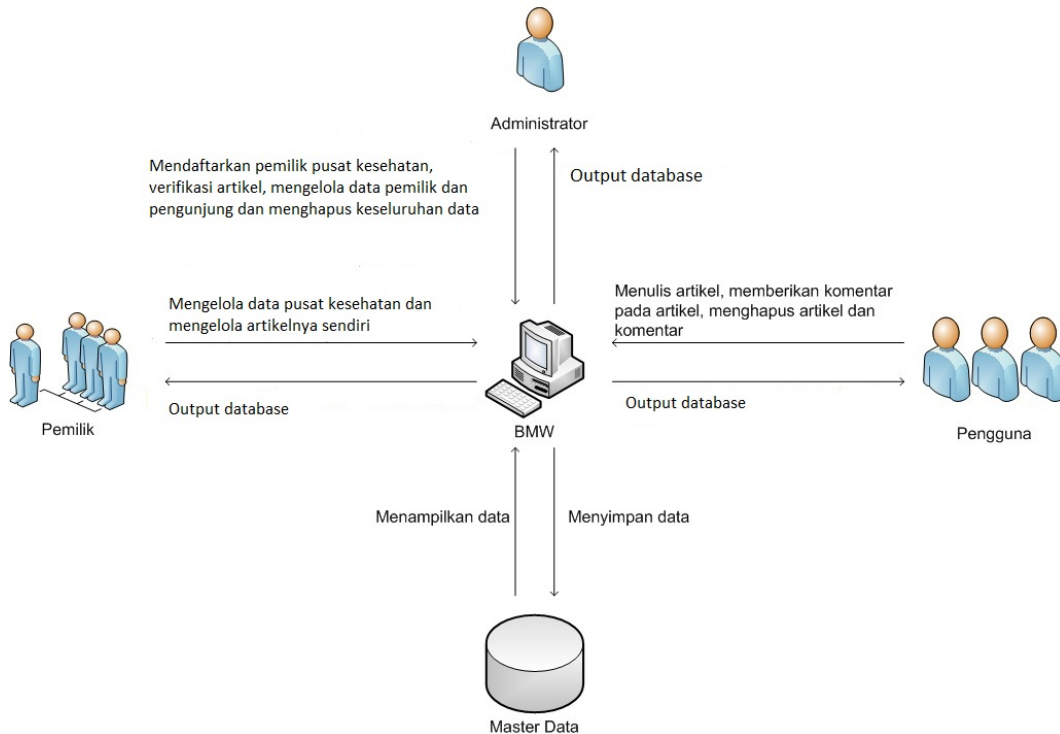 Administrator
Mendaftarkan pemilik pusat kesehatan,
verifikasi artikel, mengelola data pemilik dan
pengunjung dan menghapus keseluruhan data
Output database
Mengelola data pusat kesehatan dan
mengelola artikelnya sendiri
Menulis artikel, memberikan komentar
pada artikel, menghapus artikel dan
komentar
Output database
Output database
Pemilik
BMW
Pengguna
Menampilkan data
Menyimpan data
Master Data